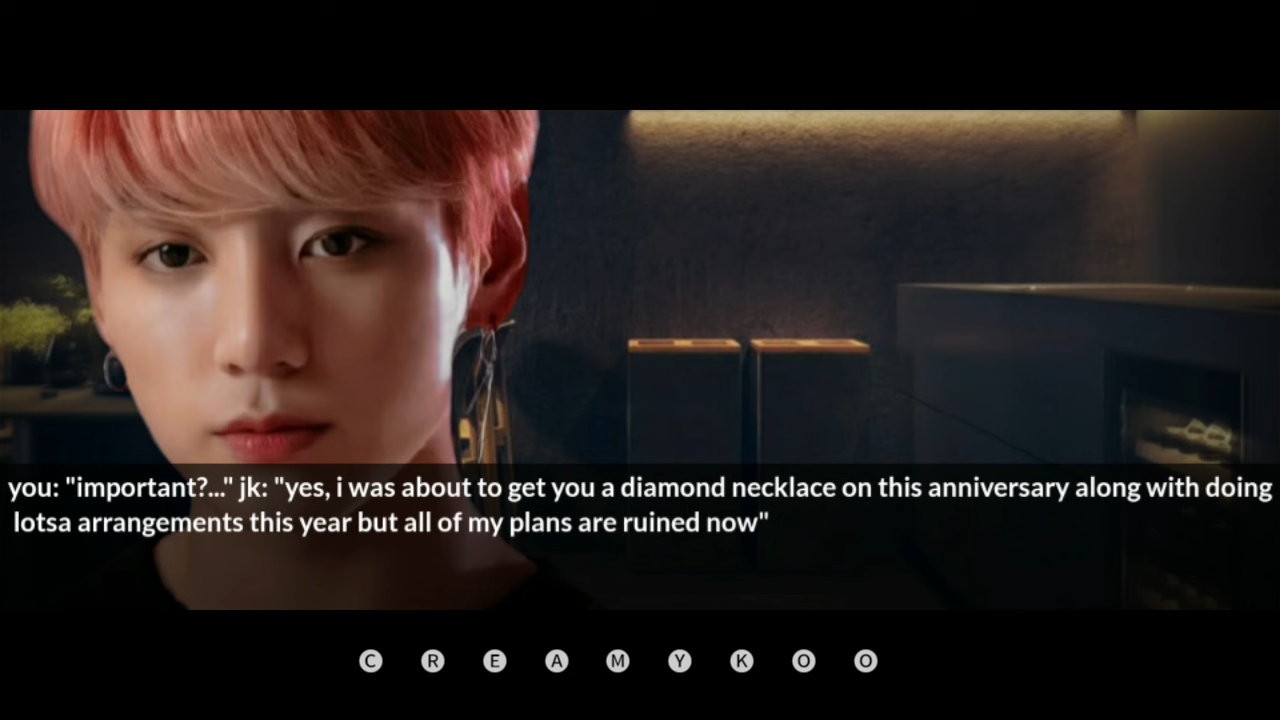 you: "important?..." jk: "yes, i was about to get you a diamond necklace on this anniversary along with doing
lotsa arrangements this year but all of my plans are ruined now"
C R E A M Y K O O